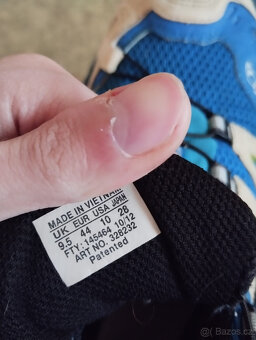 MADE IN VIETNAM
UK EUR USA JAPAN
9.5 44 10 28
FTY: 145464 10/12
ART NO. 328232
Patented
Bazos.cz